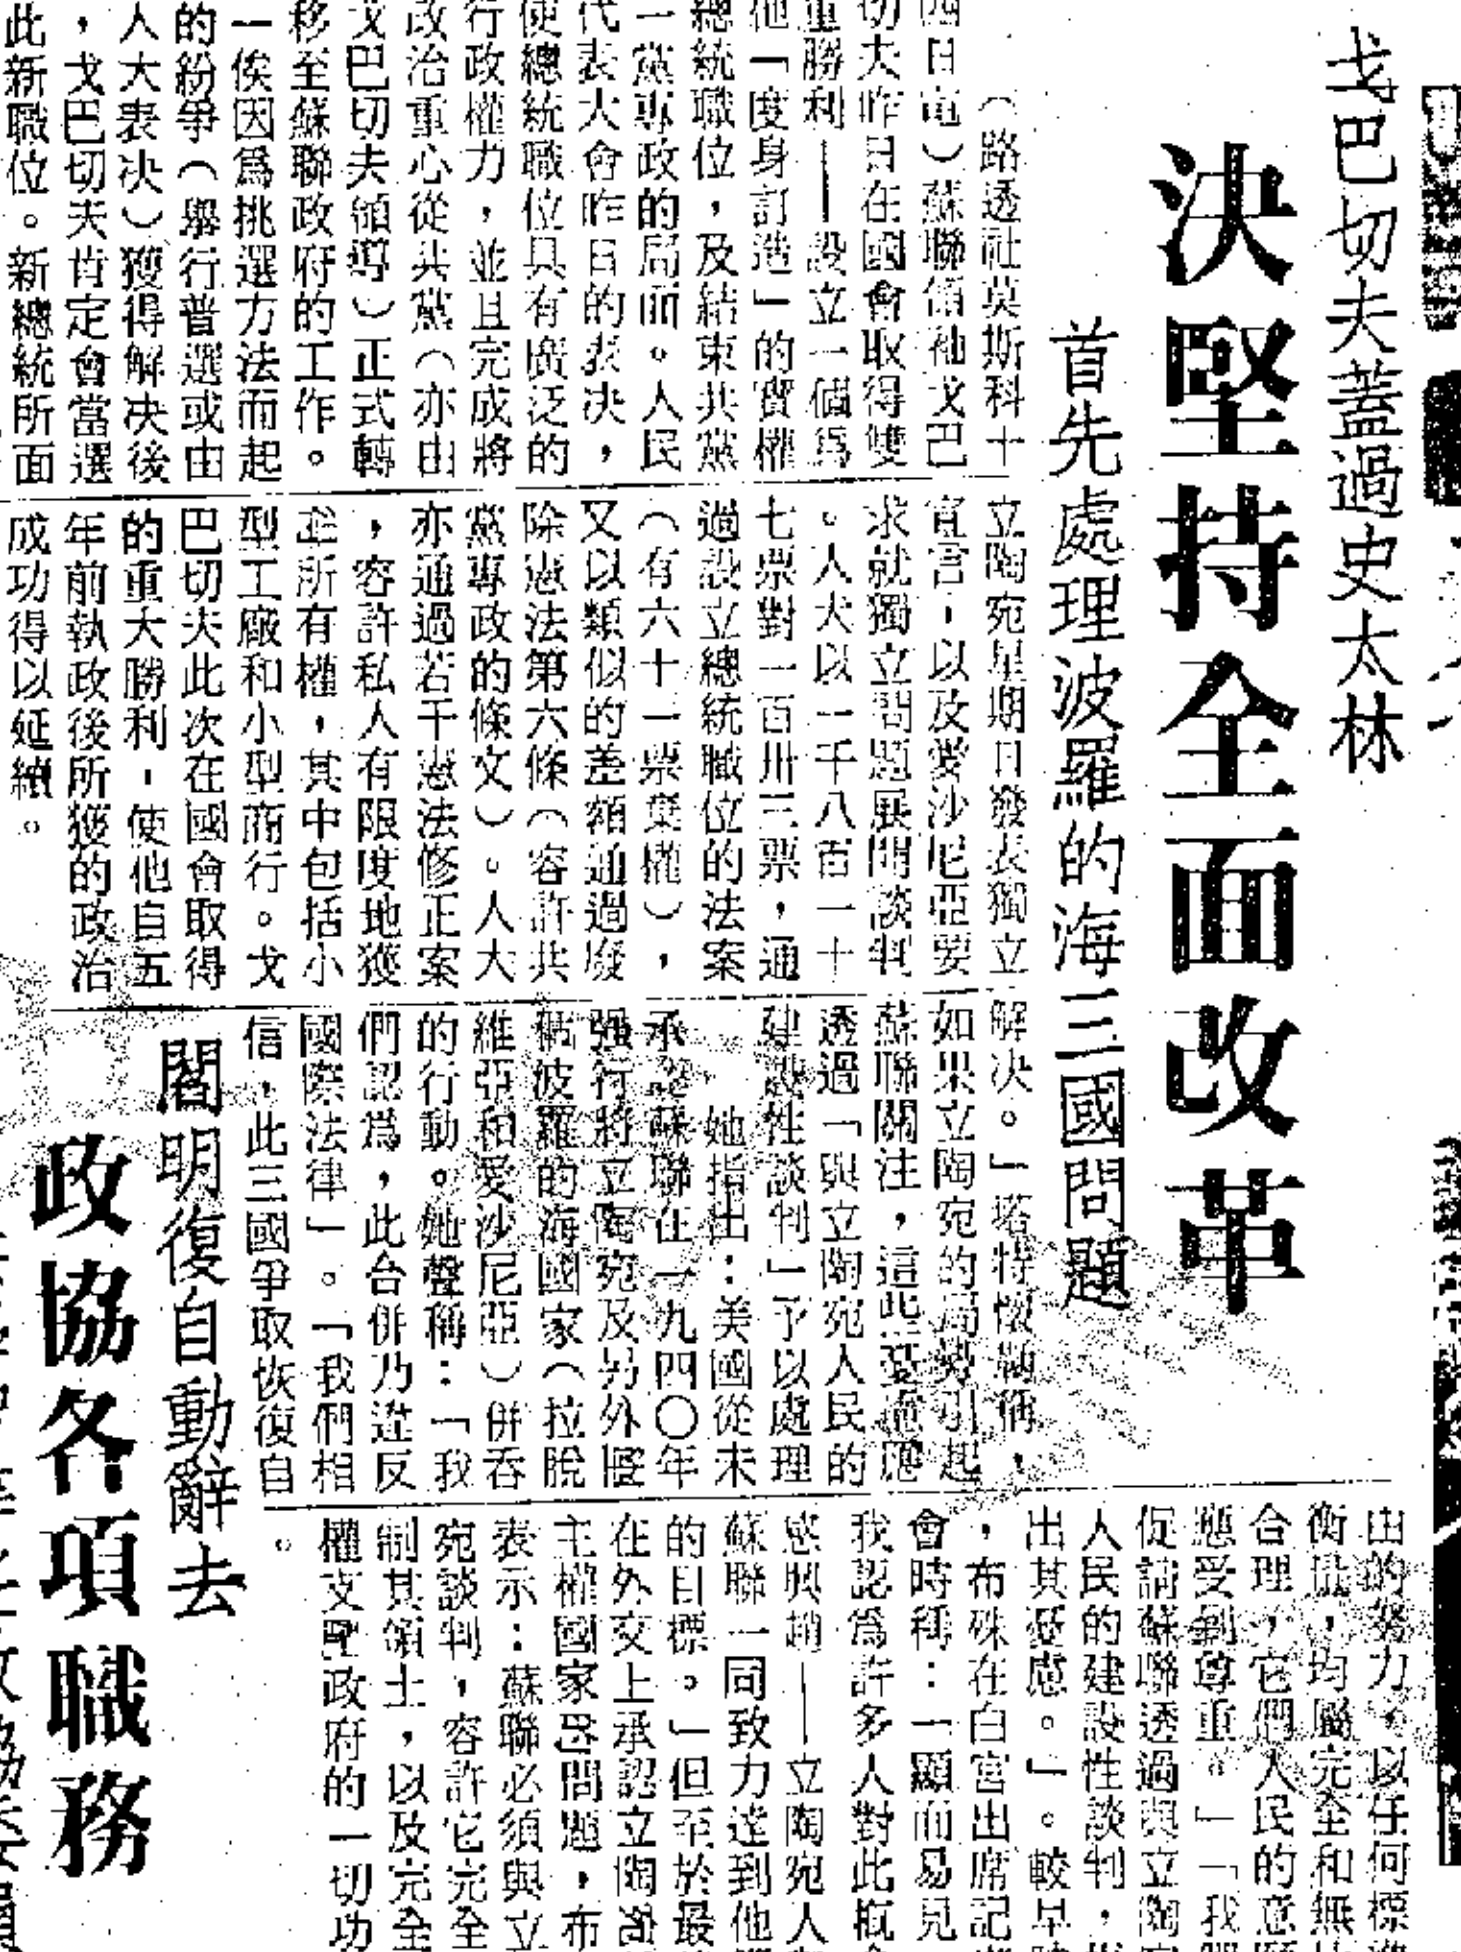 戈巴切夫蓋過史太林
決堅持全面改革
首先處理波羅的海三國問題
(路透社莫斯科十
四日電)蘇聯領袖戈巴
切夫昨日在國會取得雙
重勝利——設立一個爲
他「度身訂造」的實權
總統職位,及結束共黨
一黨專政的局面。人民
代表大會昨日的表決,
使總統職位具有廣泛的
行政權力,並且完成將
政治重心從共黨(亦由
戈巴切夫領導)正式轉
移至蘇聯政府的工作。
一俟因爲挑選方法而起
的紛爭(舉行普選或由
人大表決)獲得解決後
,戈巴切夫肯定會當選
此新職位。新總統所面
立陶宛星期日發表獨立
宣言,以及愛沙尼亞要
求就獨立問題展開談判
。人大以一千八百一十
七票對一百卅三票,通
過設立總統職位的法案
(有六十一票棄權),
又以類似的差額通過廢
除憲法第六條(容許共
黨專政的條文)。人大
亦通過若干憲法修正案
,容許私人有限度地獲
所有權,其中包括小
型工廠和小型商行。戈
巴切夫此次在國會取得
的重大勝利,使他自五
年前執政後所獲的政治
成功得以延續。
解決。」塔特懷勒稱,
如果立陶宛的局勢引起
蘇聯關注,這些憂慮應
透過「與立陶宛人民的
建設性談判」予以處理
她指出:美國從未
承認蘇聯在一九四〇年
强行將立陶宛及另外兩
個波羅的海國家(拉脫
維亞和愛沙尼亞)併吞
的行動。她聲稱:「我
們認爲,此合併乃違反
國際法律」。「我們相
信,此三國爭取恢復自
由的努力,以任何標
衡量,均屬完全和無
合理,它們人民的意
應受到尊重。」「我
促請蘇聯透過與立陶
人民的建設性談判,
出其憂慮。」。較早
,布殊在白宮出席記
會時稱:「顯而易見
我認爲許多人對此概
感興趣——立陶宛人
蘇聯一同致力達到他
的目標。」但至於最
在外交上承認立陶宛
主權國家的問題,布
表示:蘇聯必須與立
宛談判,容許它完全
制其領土,以及完全
權支配政府的一切功
。
閻明復自動辭去
政協各項職務